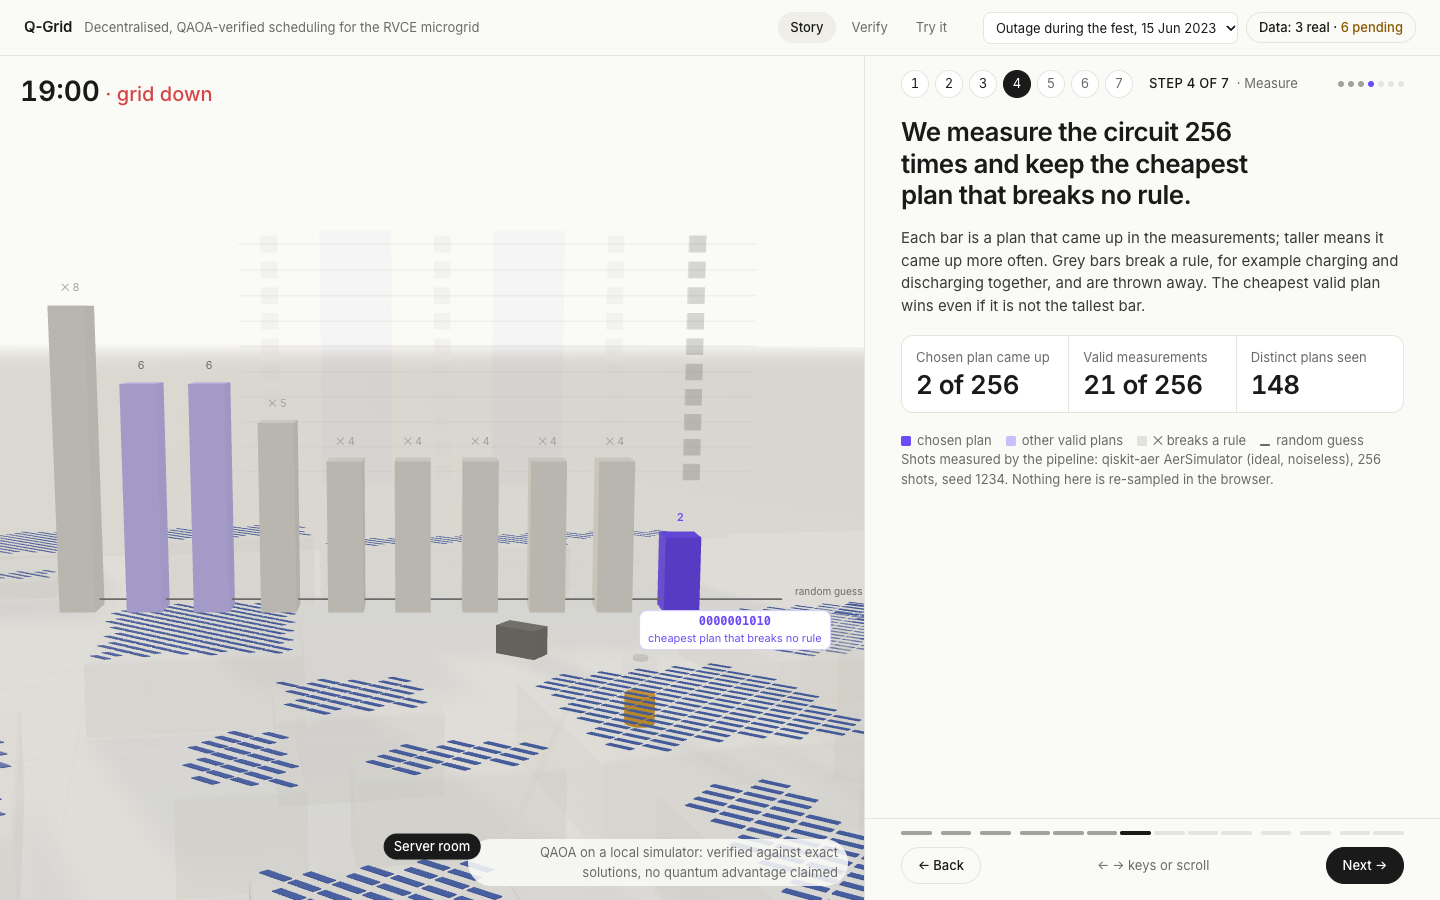 Q-Grid Decentralised, QAOA-verified scheduling for the RVCE microgrid
Story Verify Try it
Outage during the fest, 15 Jun 2023
Data: 3 real · 6 pending
19:00 · grid down
× 8
6
6
× 5
× 4
× 4
× 4
× 4
× 4
2
random guess
0000001010
cheapest plan that breaks no rule
Server room
QAOA on a local simulator: verified against exact
solutions, no quantum advantage claimed
1 2 3 4 5 6 7 STEP 4 OF 7 · Measure
We measure the circuit 256
times and keep the cheapest
plan that breaks no rule.
Each bar is a plan that came up in the measurements; taller means it
came up more often. Grey bars break a rule, for example charging and
discharging together, and are thrown away. The cheapest valid plan
wins even if it is not the tallest bar.
Chosen plan came up
2 of 256
Valid measurements
21 of 256
Distinct plans seen
148
chosen plan other valid plans × breaks a rule random guess
Shots measured by the pipeline: qiskit-aer AerSimulator (ideal, noiseless), 256
shots, seed 1234. Nothing here is re-sampled in the browser.
← Back
← → keys or scroll
Next →